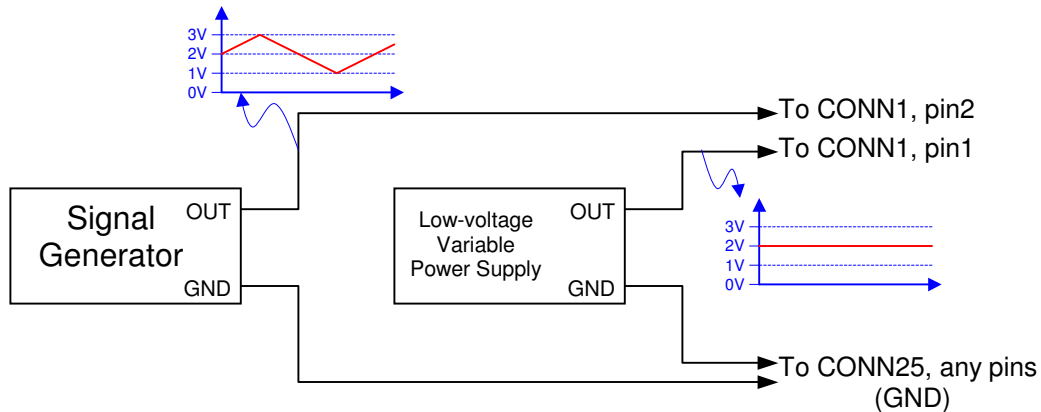 3V
2V
1V
0V
To CONN1, pin2
To CONN1, pin1
Signal
Generator
OUT
GND
Low-voltage
Variable
Power Supply
OUT
GND
3V
2V
1V
0V
To CONN25, any pins
(GND)